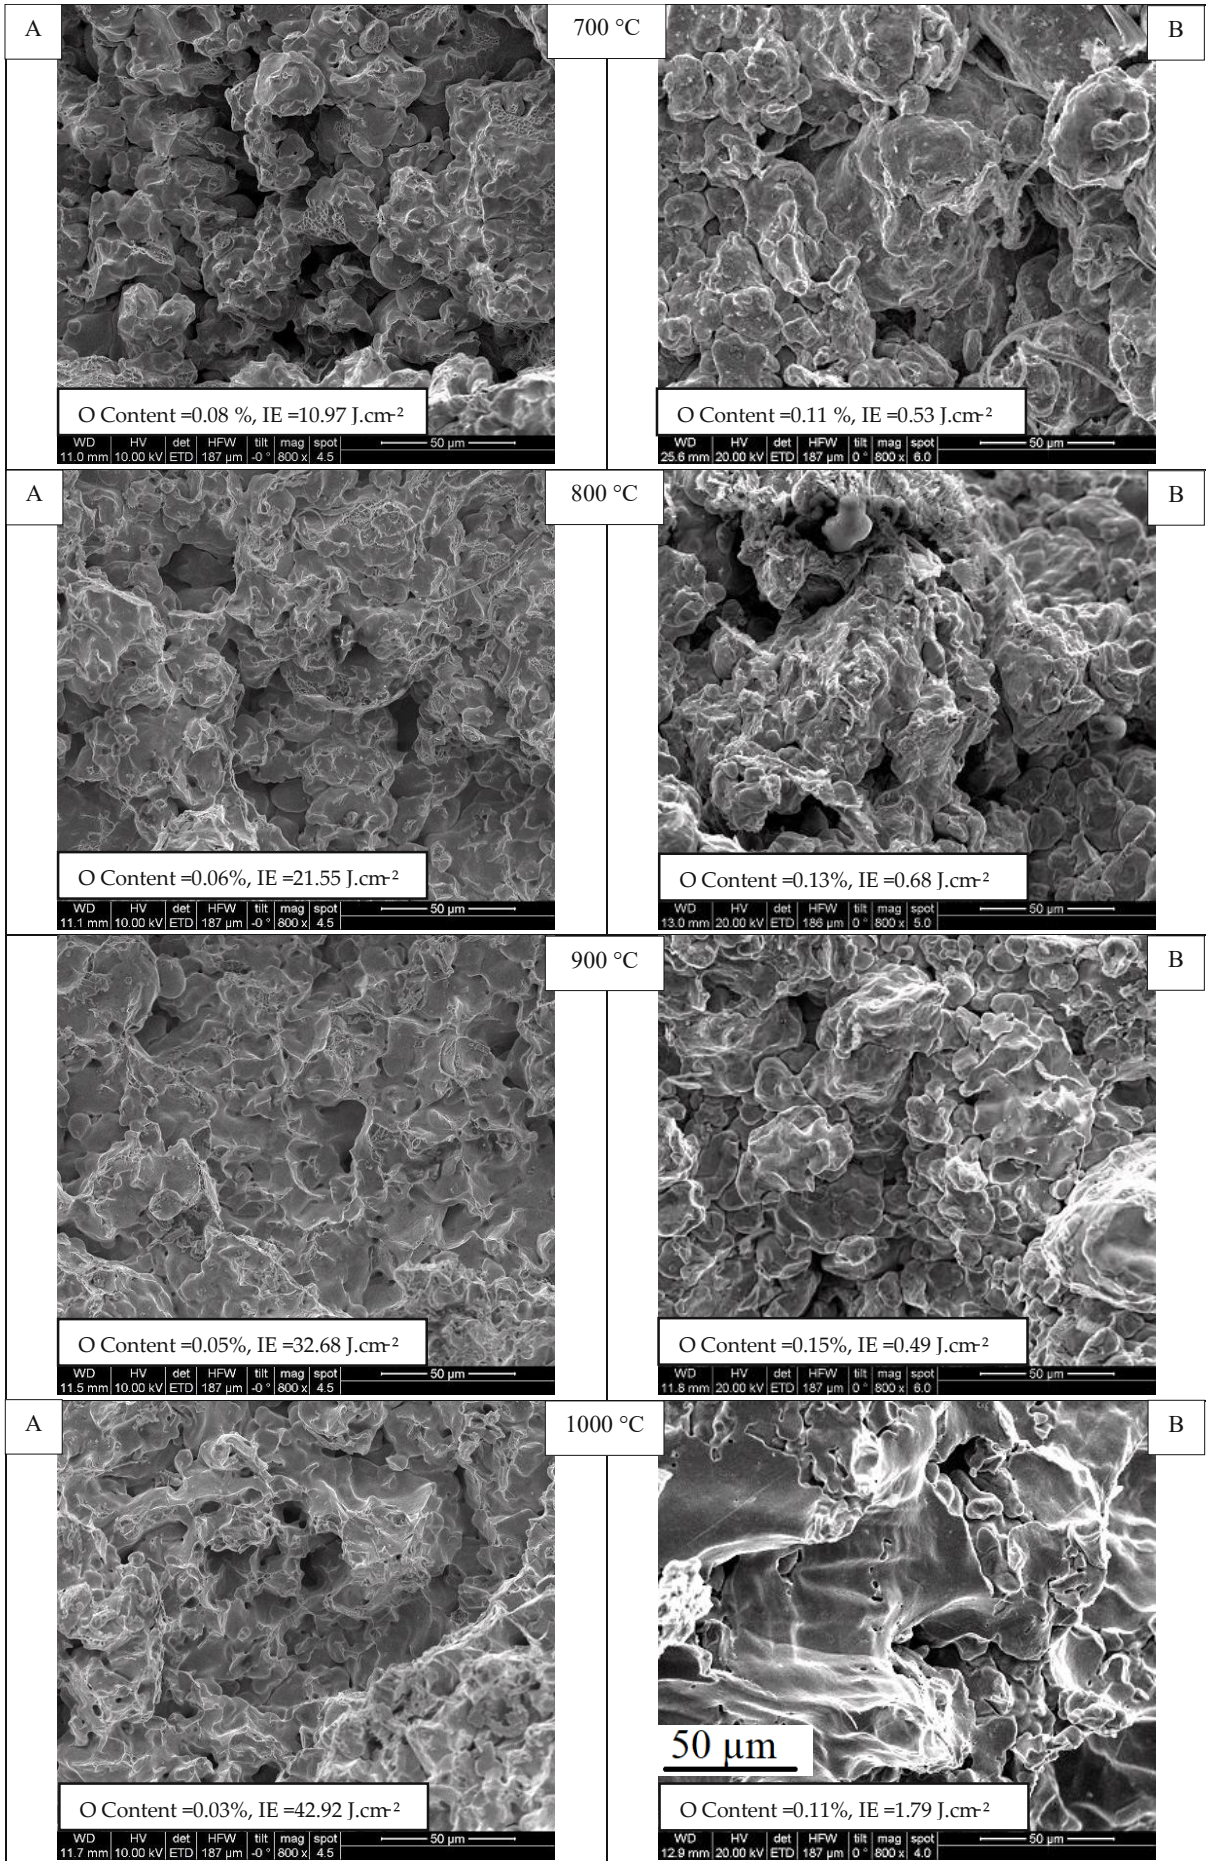 A
700 °C
B
O Content =0.08 %, IE =10.97 J.cm-²
O Content =0.11 %, IE =0.53 J.cm-²
WD HV det HFW tilt mag spot
11.0 mm 10.00 kV ETD 187 µm -0 ° 800 x 4.5
50 µm
WD HV det HFW tilt mag spot
25.6 mm 20.00 kV ETD 187 µm 0 ° 800 x 6.0
50 µm
A
800 °C
B
O Content =0.06%, IE =21.55 J.cm-²
O Content =0.13%, IE =0.68 J.cm-²
WD HV det HFW tilt mag spot
11.1 mm 10.00 kV ETD 187 µm -0 ° 800 x 4.5
50 µm
WD HV det HFW tilt mag spot
13.0 mm 20.00 kV ETD 186 µm 0 ° 800 x 5.0
50 µm
A
900 °C
B
O Content =0.05%, IE =32.68 J.cm-²
O Content =0.15%, IE =0.49 J.cm-²
WD HV det HFW tilt mag spot
11.5 mm 10.00 kV ETD 187 µm -0 ° 800 x 4.5
50 µm
WD HV det HFW tilt mag spot
11.8 mm 20.00 kV ETD 187 µm 0 ° 800 x 6.0
50 µm
A
1000 °C
B
50 µm
O Content =0.03%, IE =42.92 J.cm-²
O Content =0.11%, IE =1.79 J.cm-²
WD HV det HFW tilt mag spot
11.7 mm 10.00 kV ETD 187 µm -0 ° 800 x 4.5
50 µm
WD HV det HFW tilt mag spot
12.9 mm 20.00 kV ETD 187 µm 0 ° 800 x 4.0
50 µm